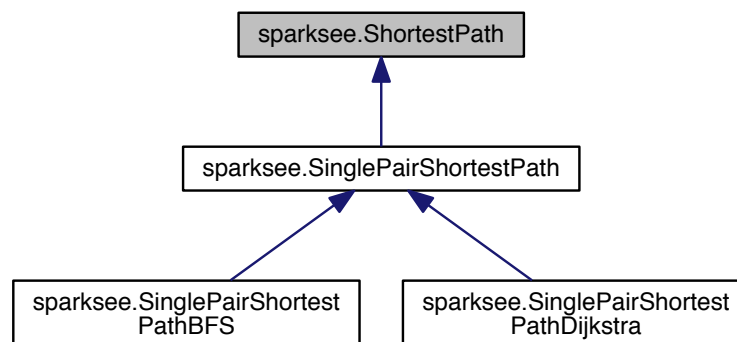 sparksee.ShortestPath
sparksee.SinglePairShortestPath
sparksee.SinglePairShortest
PathBFS
sparksee.SinglePairShortest
PathDijkstra